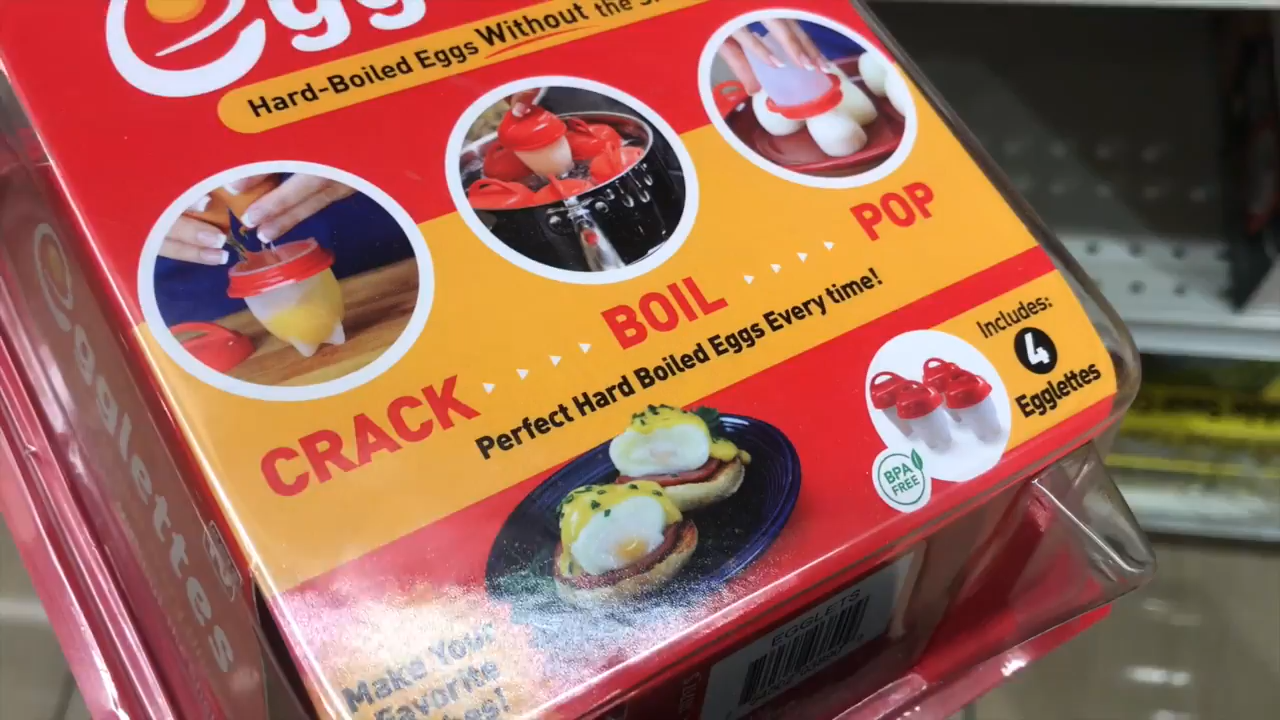 egg
Hard-Boiled Eggs Without the
CRACK
BOIL
POP
Perfect Hard Boiled Eggs Every time!
Includes:
4
Egglettes
BPA
FREE
Make Your
Favorite
Egglettes
EGGLETS